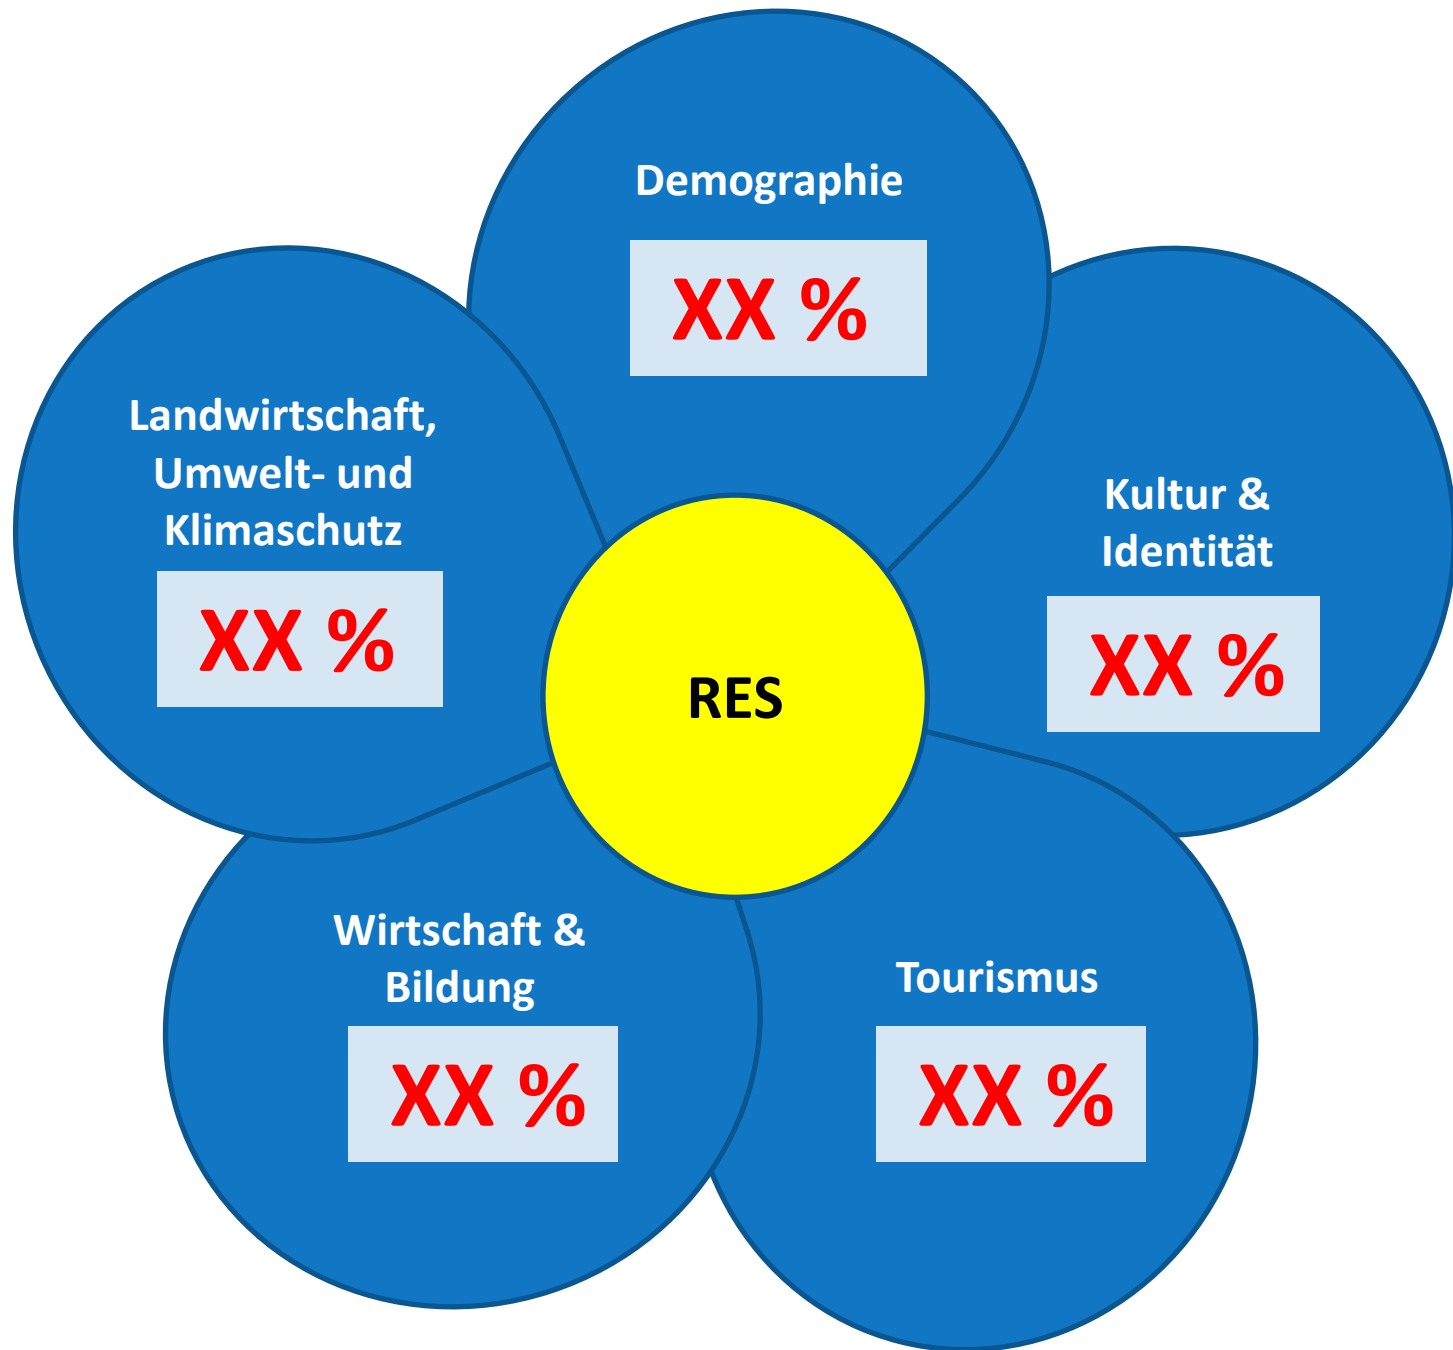 Demographie
XX %
Landwirtschaft,
Umwelt- und
Klimaschutz
XX %
Kultur &
Identität
XX %
RES
Wirtschaft &
Bildung
XX %
Tourismus
XX %